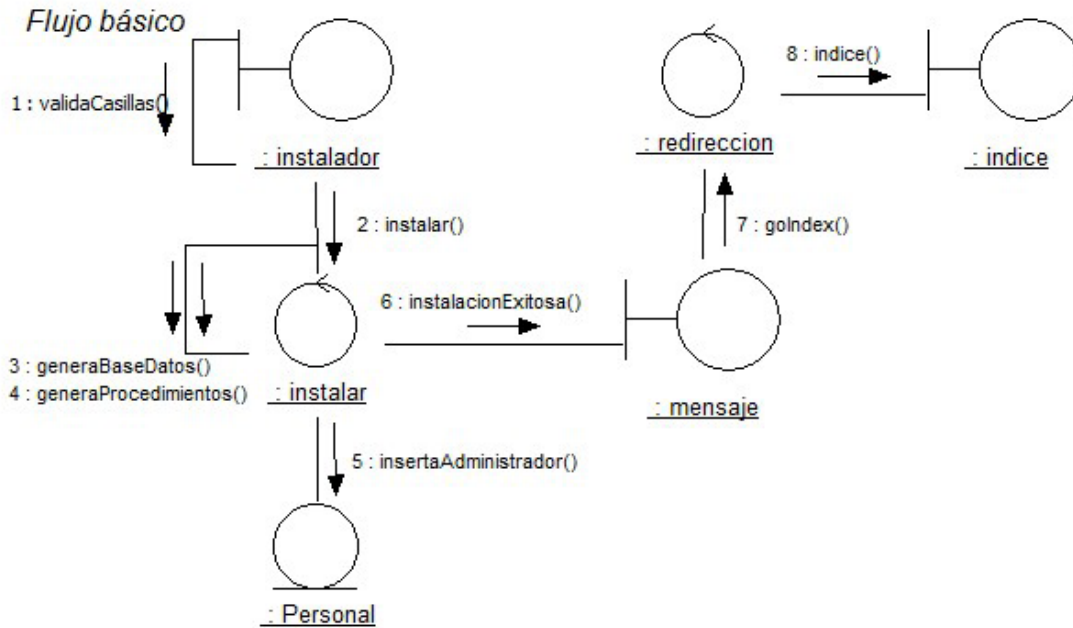 Flujo básico
1 : validaCasillas()
: instalador
2 : instalar()
3 : generaBaseDatos()
4 : generaProcedimientos()
: instalar
5 : insertaAdministrador()
: Personal
6 : instalacionExitosa()
: mensaje
7 : goIndex()
: redireccion
8 : indice()
: indice